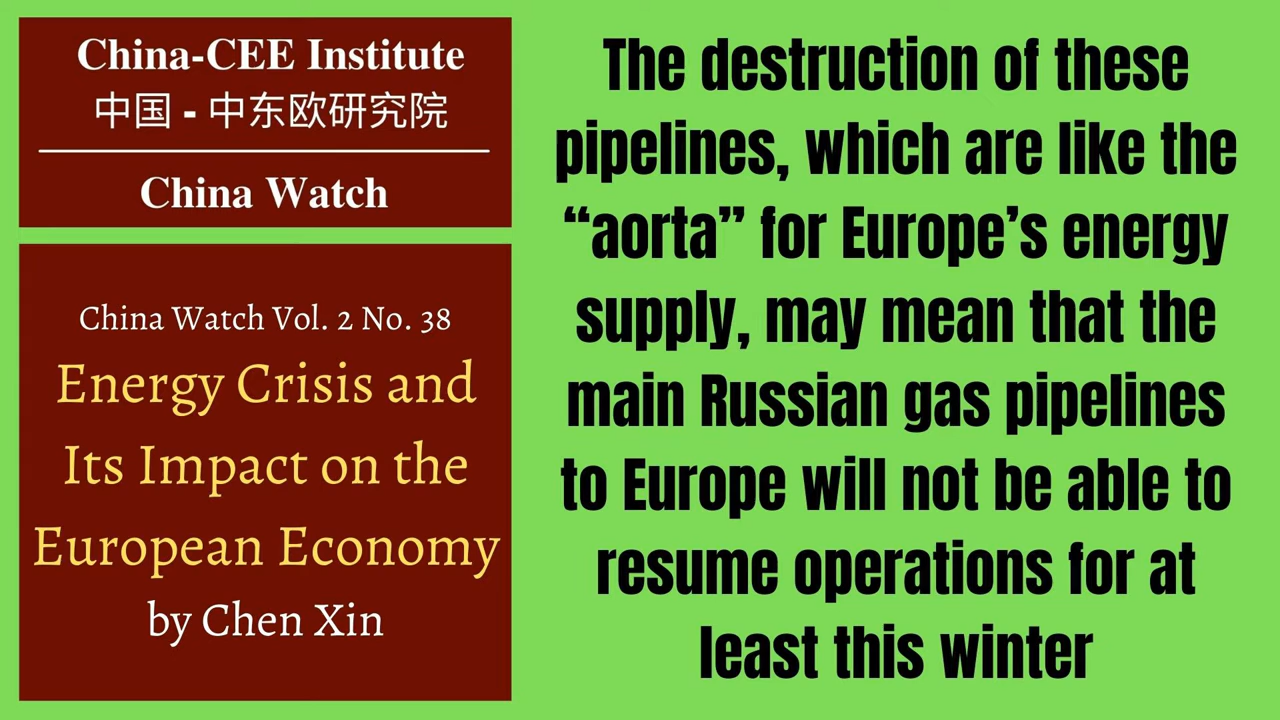 China-CEE Institute
中国 - 中东欧研究院
China Watch
China Watch Vol. 2 No. 38
Energy Crisis and
Its Impact on the
European Economy
by Chen Xin
The destruction of these
pipelines, which are like the
“aorta” for Europe’s energy
supply, may mean that the
main Russian gas pipelines
to Europe will not be able to
resume operations for at
least this winter